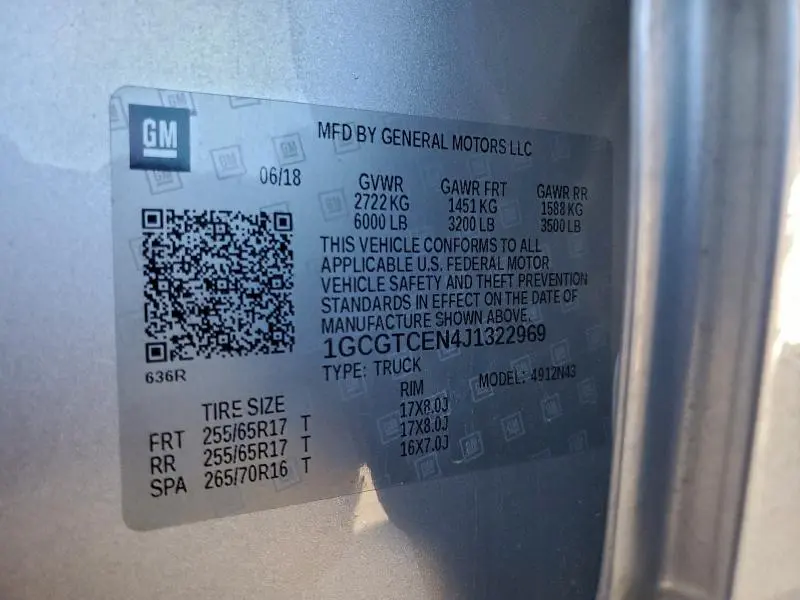 GM
MFD BY GENERAL MOTORS LLC
06/18
GVWR GAWR FRT GAWR RR
2722 KG 1451 KG 1588 KG
6000 LB 3200 LB 3500 LB
THIS VEHICLE CONFORMS TO ALL
APPLICABLE U.S. FEDERAL MOTOR
VEHICLE SAFETY AND THEFT PREVENTION
STANDARDS IN EFFECT ON THE DATE OF
MANUFACTURE SHOWN ABOVE.
1GCGTCEN4J1322969
TYPE: TRUCK MODEL: 4912N43
636R
TIRE SIZE RIM
FRT 255/65R17 T 17X8.0J
RR 255/65R17 T 17X8.0J
SPA 265/70R16 T 16X7.0J